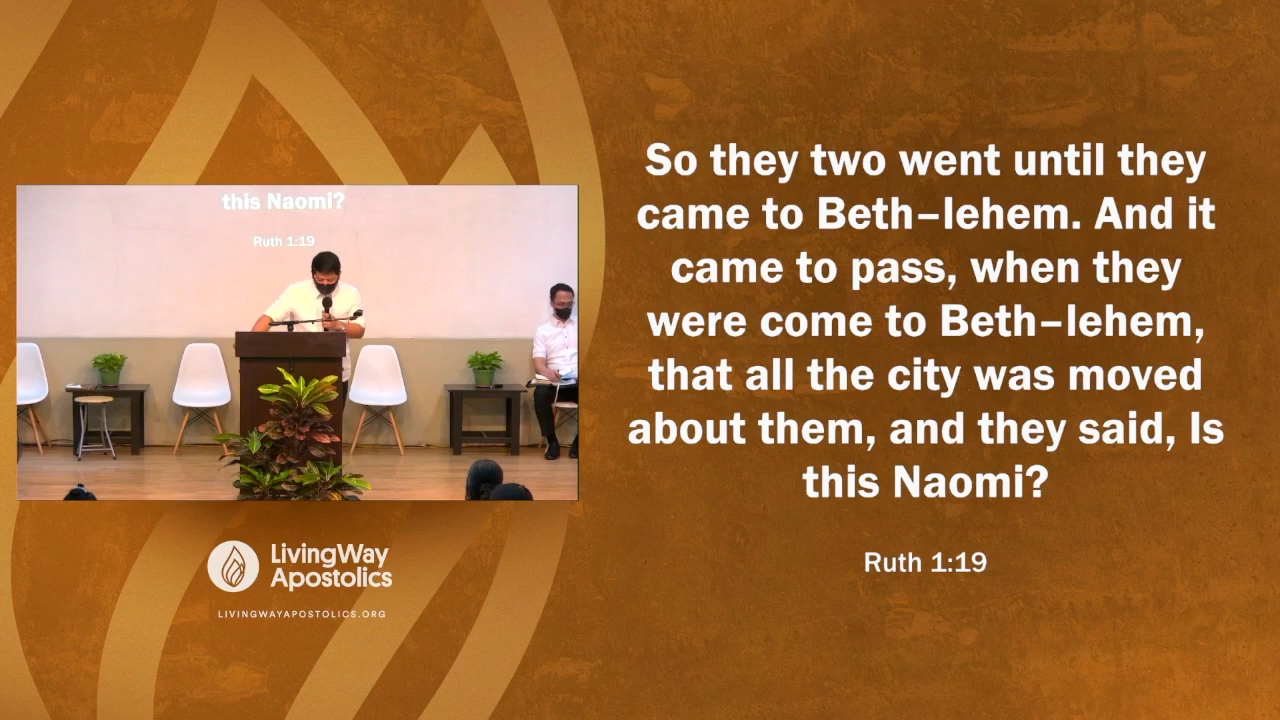 this Naomi?
Ruth 1:19
LivingWay
Apostolics
LIVINGWAYAPOSTOLICS.ORG
So they two went until they
came to Beth–lehem. And it
came to pass, when they
were come to Beth–lehem,
that all the city was moved
about them, and they said, Is
this Naomi?
Ruth 1:19